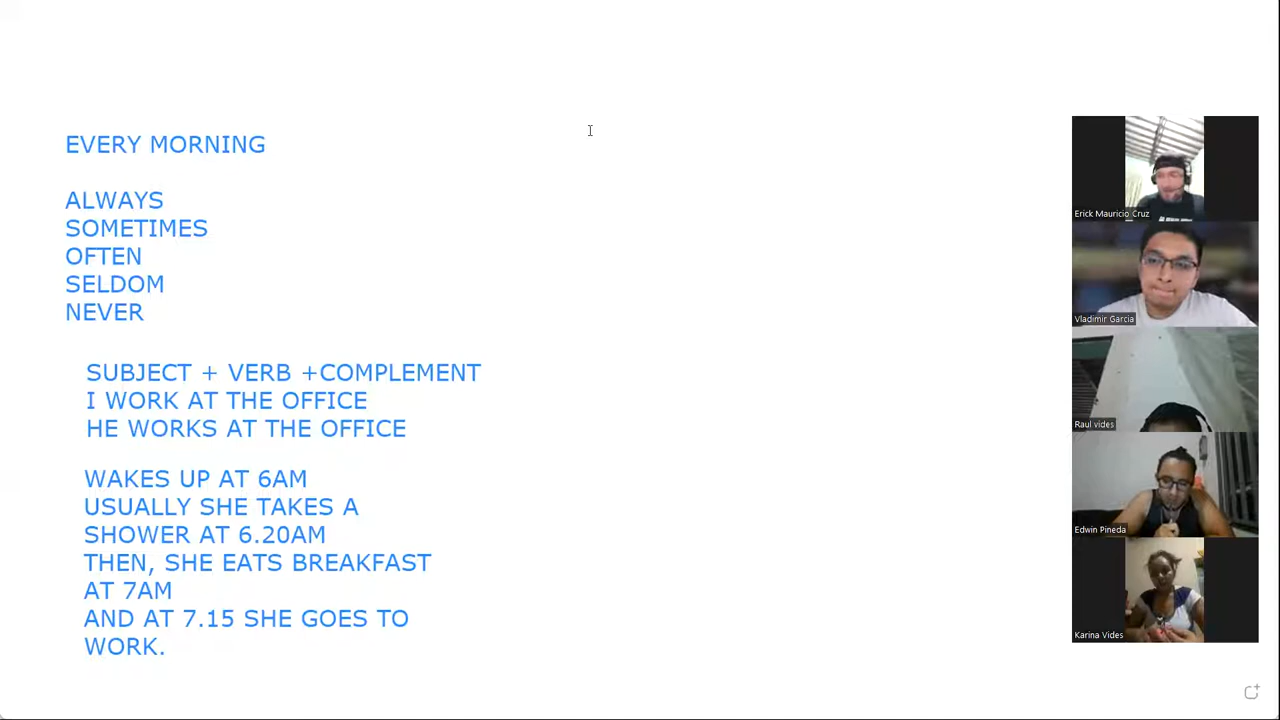 EVERY MORNING
ALWAYS
SOMETIMES
OFTEN
SELDOM
NEVER
SUBJECT + VERB +COMPLEMENT
I WORK AT THE OFFICE
HE WORKS AT THE OFFICE
WAKES UP AT 6AM
USUALLY SHE TAKES A
SHOWER AT 6.20AM
THEN, SHE EATS BREAKFAST
AT 7AM
AND AT 7.15 SHE GOES TO
WORK.
Erick Mauricio Cruz
Vladimir Garcia
Raul vides
Edwin Pineda
Karina Vides